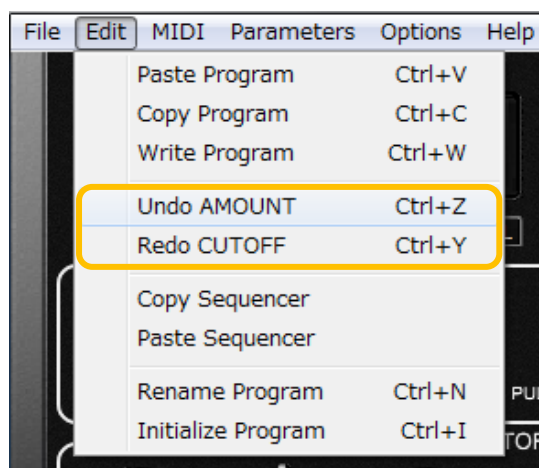 File Edit MIDI Parameters Options Help
Paste Program Ctrl+V
Copy Program Ctrl+C
Write Program Ctrl+W
Undo AMOUNT Ctrl+Z
Redo CUTOFF Ctrl+Y
Copy Sequencer
Paste Sequencer
Rename Program Ctrl+N
Initialize Program Ctrl+I